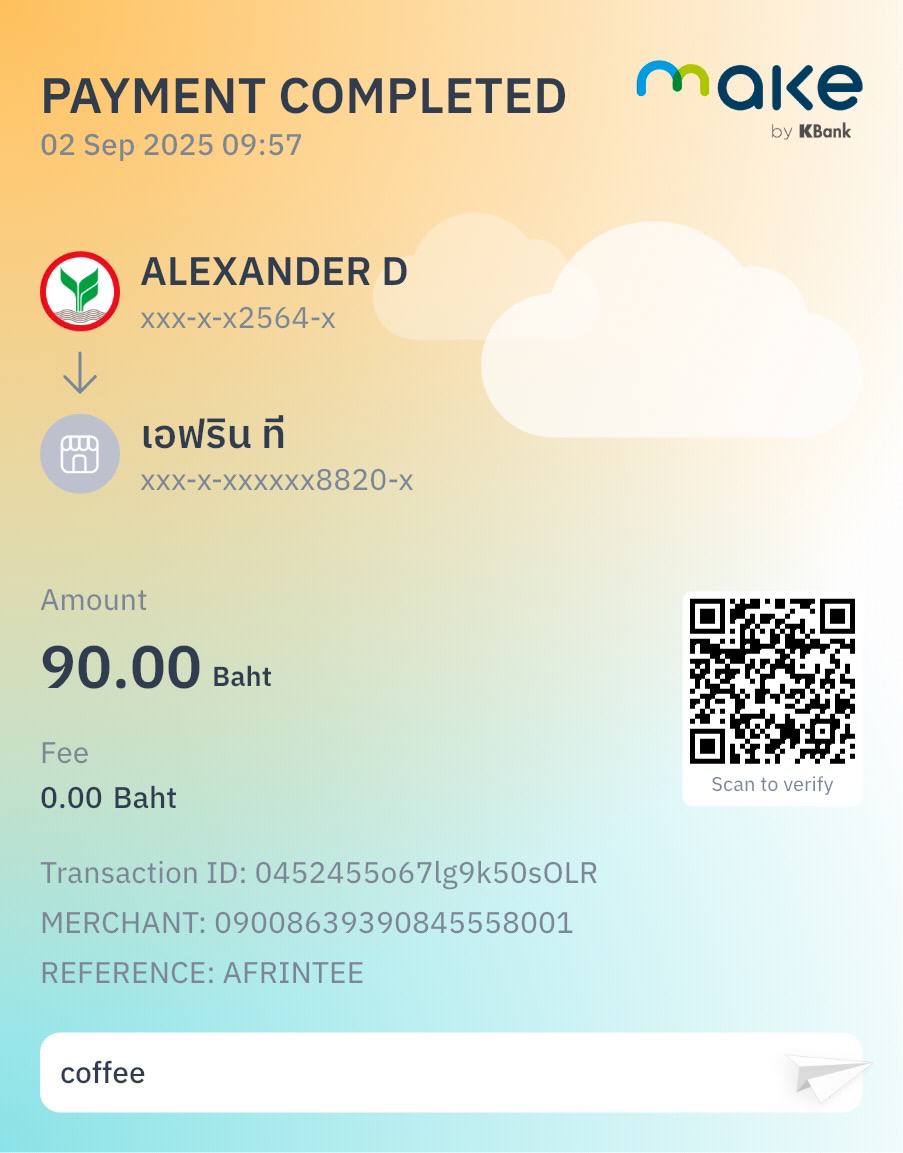 PAYMENT COMPLETED
make
by KBank
02 Sep 2025 09:57
ALEXANDER D
xxx-x-x2564-x
เอฟริน ที
xxx-x-xxxxxx8820-x
Amount
90.00 Baht
Fee
0.00 Baht
Scan to verify
Transaction ID: 0452455o67lg9k50sOLR
MERCHANT: 09008639390845558001
REFERENCE: AFRINTEE
coffee